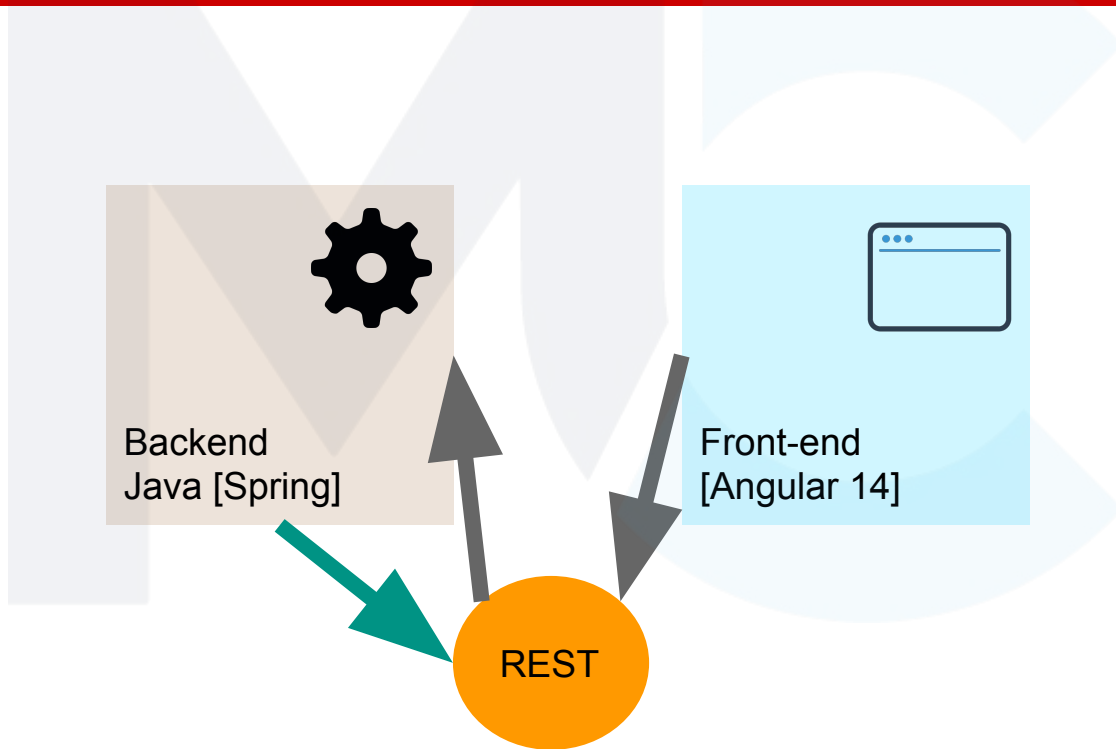 Backend
Java [Spring]
Front-end
[Angular 14]
REST